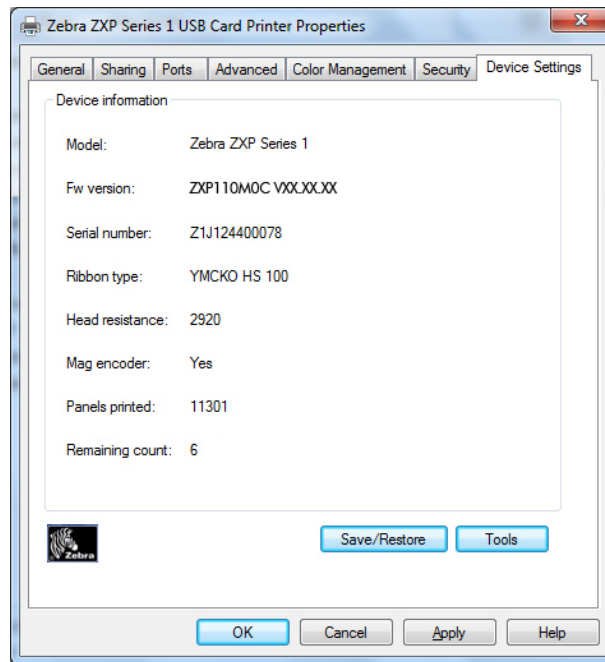 Zebra ZXP Series 1 USB Card Printer Properties
General Sharing Ports Advanced Color Management Security Device Settings
Device information
Model: Zebra ZXP Series 1
Fw version: ZXP110M0C VXX.XX.XX
Serial number: Z1J124400078
Ribbon type: YMCKO HS 100
Head resistance: 2920
Mag encoder: Yes
Panels printed: 11301
Remaining count: 6
Zebra
Save/Restore Tools
OK Cancel Apply Help